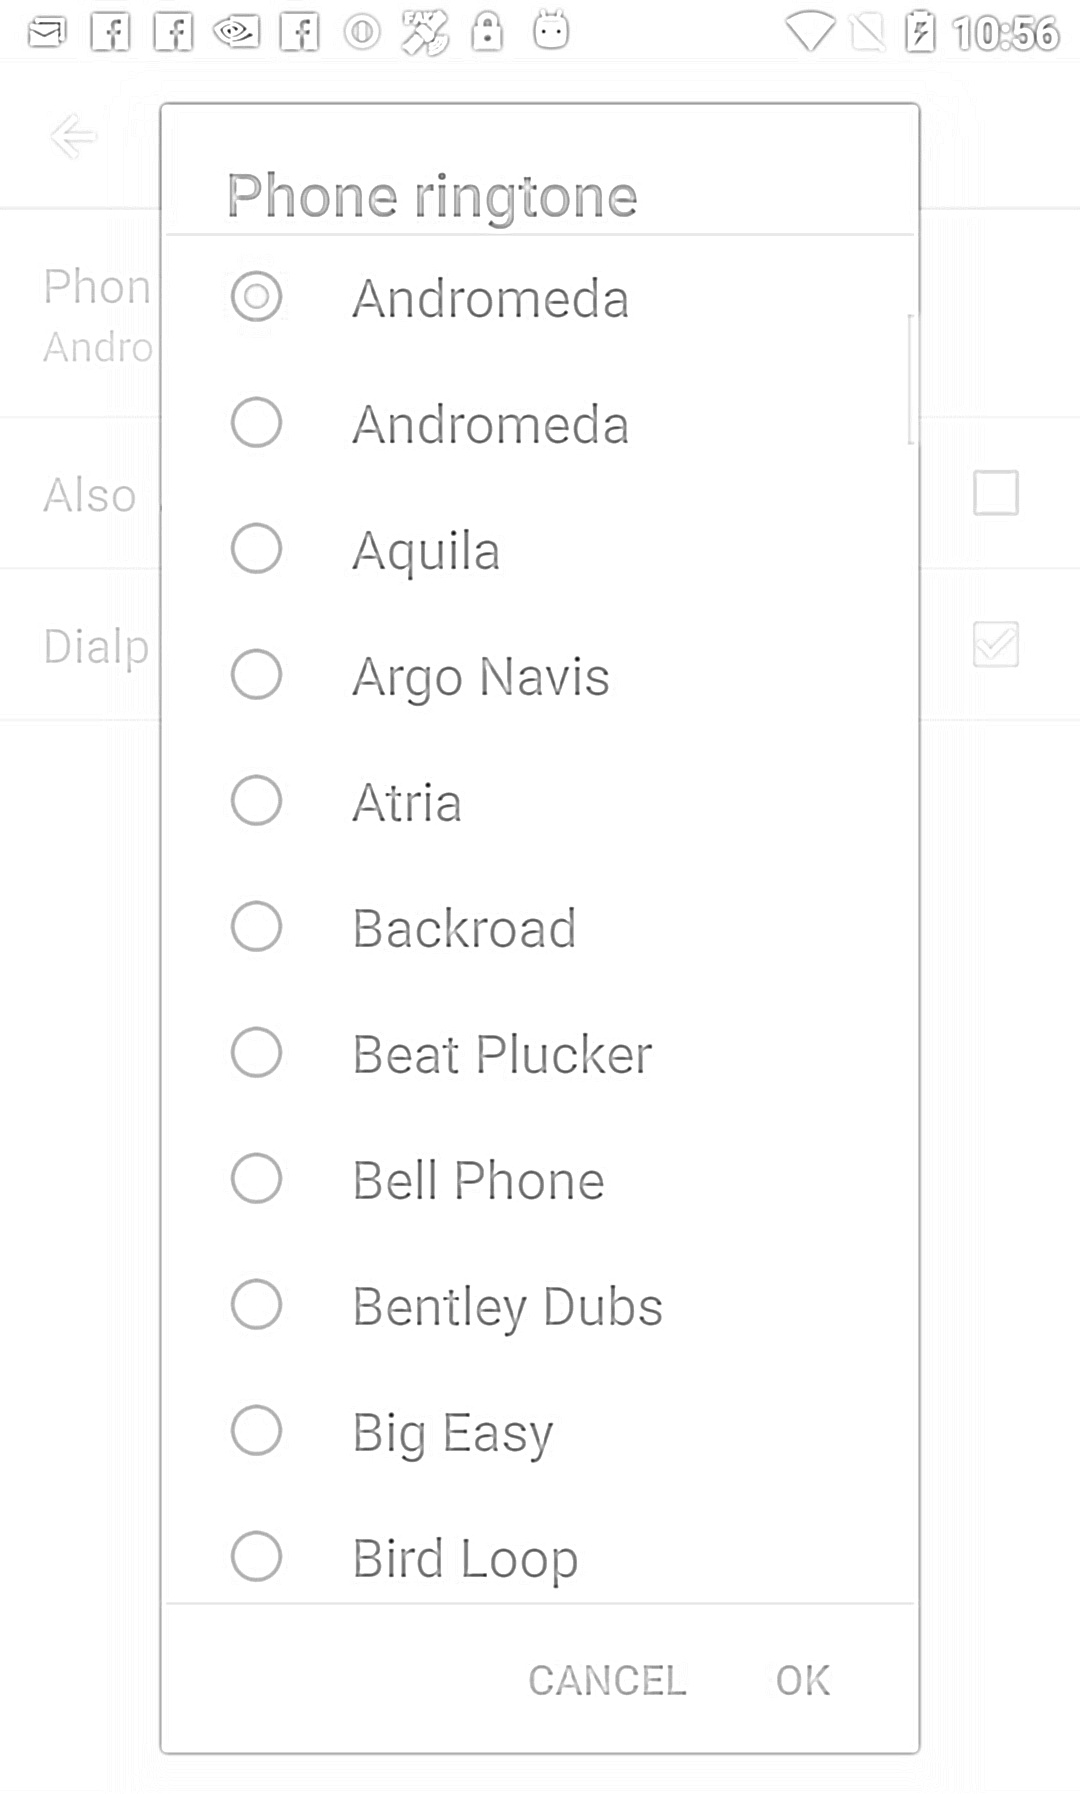 10:56
Phone ringtone
Phon
Andro
Also
Dialp
Andromeda
Andromeda
Aquila
Argo Navis
Atria
Backroad
Beat Plucker
Bell Phone
Bentley Dubs
Big Easy
Bird Loop
CANCEL OK